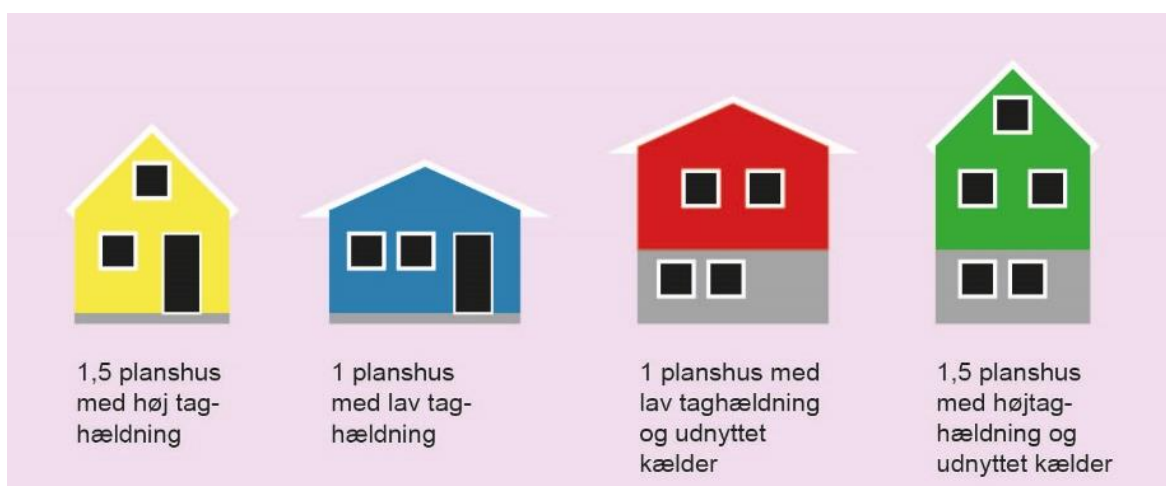 1,5 planshus
med høj tag-
hældning
1 planshus
med lav tag-
hældning
1 planshus med
lav taghældning
og udnyttet
kælder
1,5 planshus
med højtag-
hældning og
udnyttet kælder